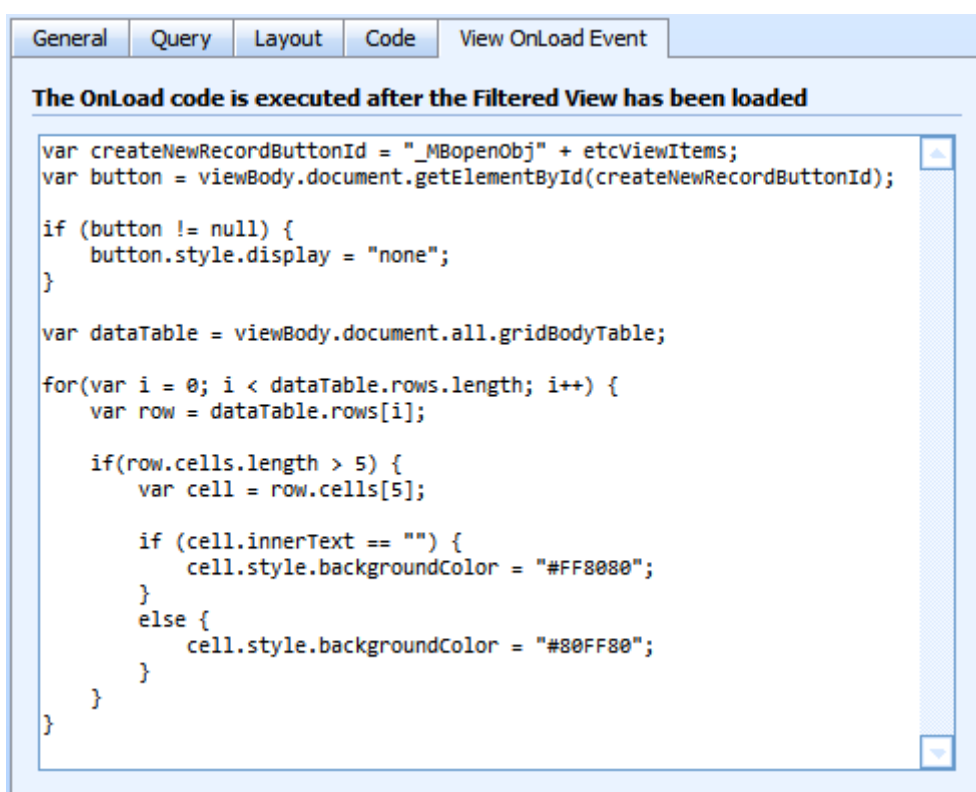 General Query Layout Code View OnLoad Event
The OnLoad code is executed after the Filtered View has been loaded
var createNewRecordButtonId = "_MBopenObj" + etcViewItems;
var button = viewBody.document.getElementById(createNewRecordButtonId);
if (button != null) {
    button.style.display = "none";
}
var dataTable = viewBody.document.all.gridBodyTable;
for(var i = 0; i < dataTable.rows.length; i++) {
    var row = dataTable.rows[i];
    if(row.cells.length > 5) {
        var cell = row.cells[5];
        if (cell.innerText == "") {
            cell.style.backgroundColor = "#FF8080";
        }
        else {
            cell.style.backgroundColor = "#80FF80";
        }
    }
}